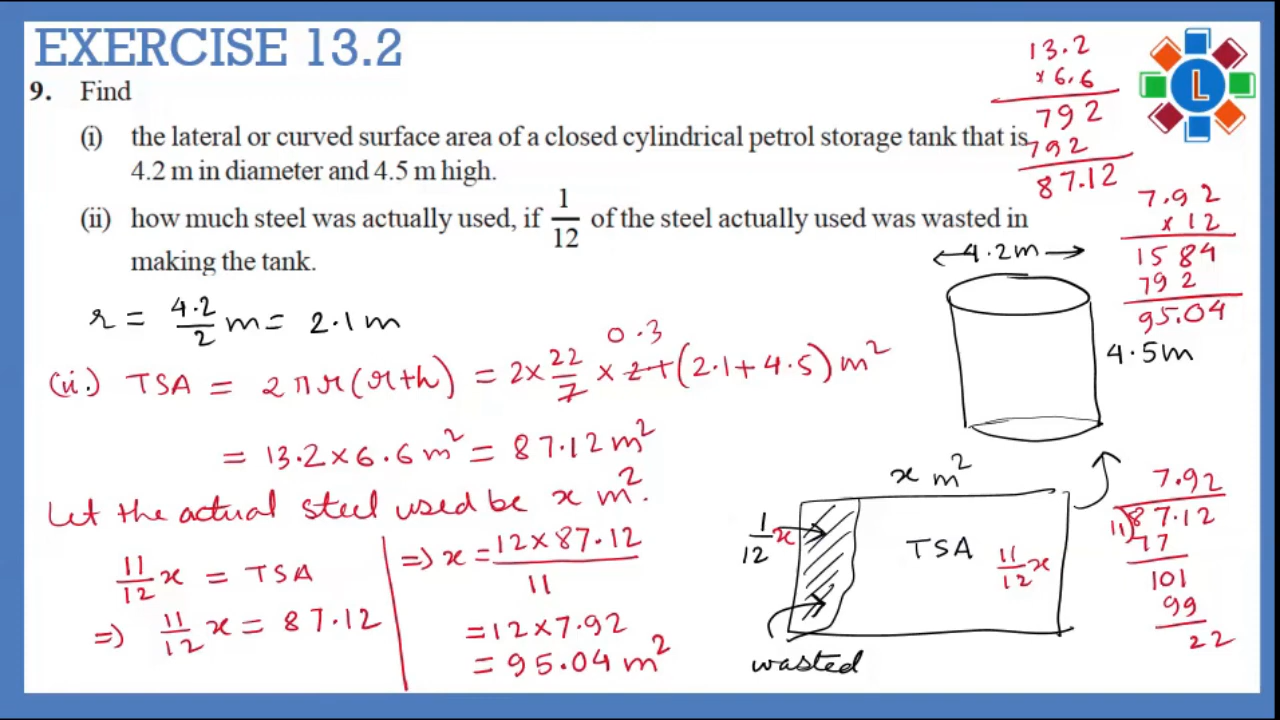 EXERCISE 13.2
9. Find
(i) the lateral or curved surface area of a closed cylindrical petrol storage tank that is
4.2 m in diameter and 4.5 m high.
(ii) how much steel was actually used, if 1/12 of the steel actually used was wasted in
making the tank.
r = 4.2/2 m = 2.1 m
(ii.) TSA = 2πr(r+h) = 2 × 22/7 × 2.1 (2.1 + 4.5) m²
0.3
= 13.2 × 6.6 m² = 87.12 m²
Let the actual steel used be x m².
11/12 x = TSA
⇒ 11/12 x = 87.12
⇒ x = 12 × 87.12 / 11
= 12 × 7.92
= 95.04 m²
13.2
× 6.6
792
792
87.12
L
7.92
× 12
1584
792
95.04
4.2m
4.5m
x m²
1/12 x
TSA
11/12 x
wasted
7.92
11)87.12
77
101
99
22